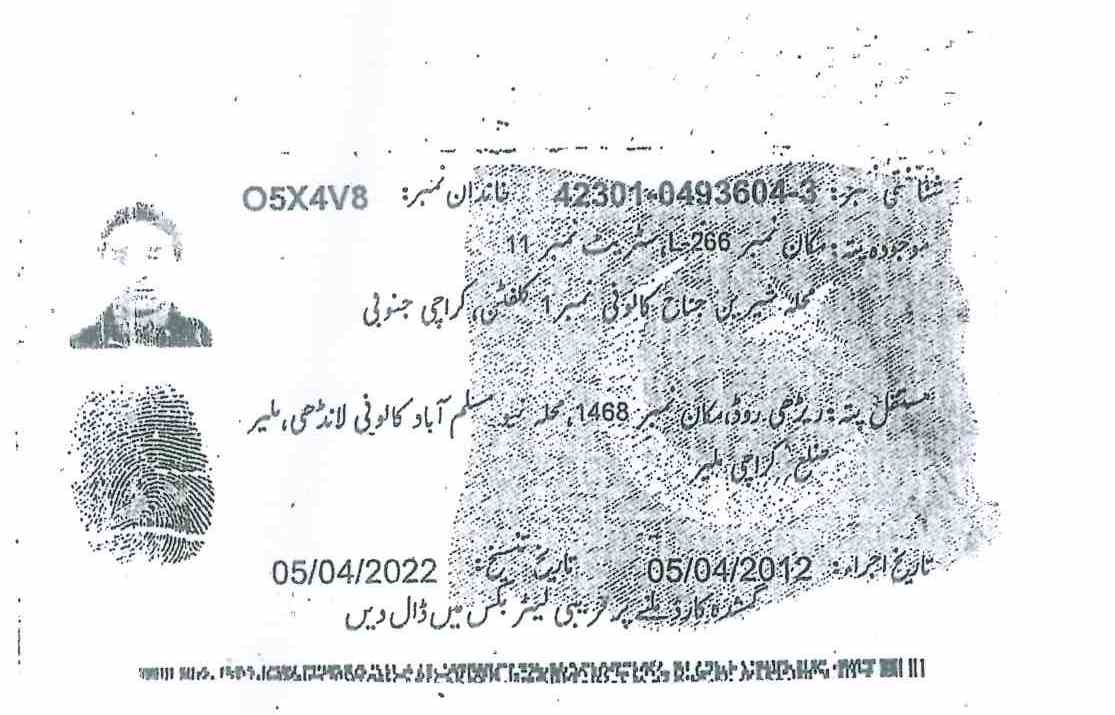 شناختی نمبر: 42301-0493604-3 خاندان نمبر: O5X4V8
موجودہ پتہ: مکان نمبر 266 سٹریٹ نمبر 11
محلہ شیریں جناح کالونی نمبر 1 کلفٹن، کراچی جنوبی
مستقل پتہ: ریڑھی روڈ، مکان نمبر 1468، محلہ نیو مسلم آباد کالونی لانڈھی، ملیر
ضلع کراچی ملیر
تاریخ اجراء: 05/04/2012 تاریخ تنسیخ: 05/04/2022
گمشدہ کارڈ ملنے پر قریبی لیٹر بکس میں ڈال دیں